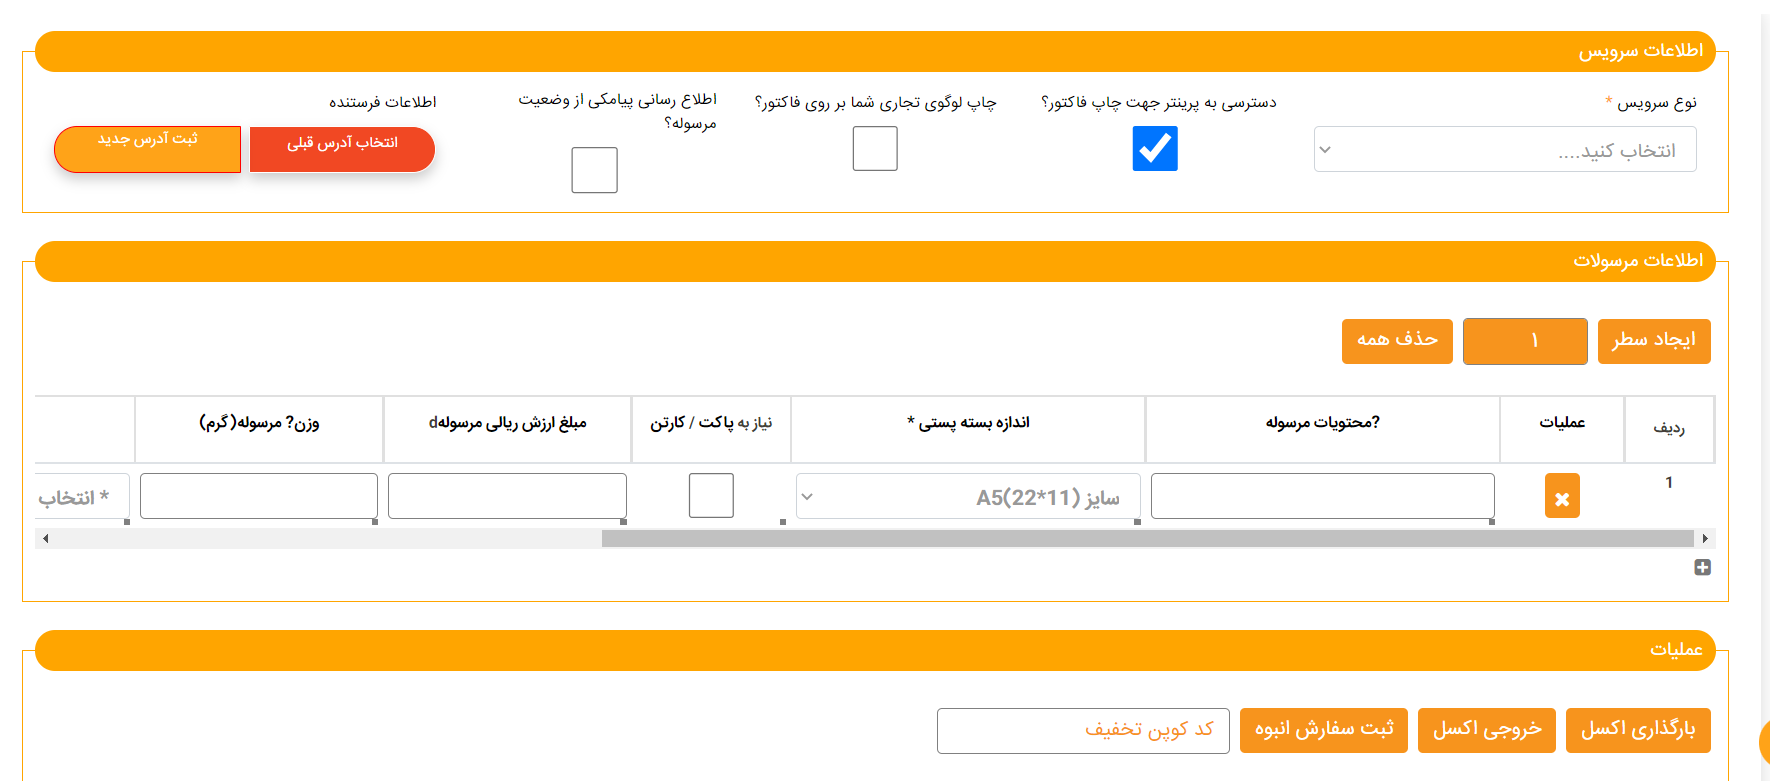 اطلاعات سرویس
نوع سرویس *
دسترسی به پرینتر جهت چاپ فاکتور؟
چاپ لوگوی تجاری شما بر روی فاکتور؟
اطلاع رسانی پیامکی از وضعیت
مرسوله؟
اطلاعات فرستنده
انتخاب کنید....
انتخاب آدرس قبلی
ثبت آدرس جدید
اطلاعات مرسولات
ایجاد سطر
۱
حذف همه
ردیف
عملیات
?محتویات مرسوله
اندازه بسته پستی *
نیاز به پاکت / کارتن
مبلغ ارزش ریالی مرسولهd
وزن? مرسوله(گرم)
1
سایز A5(22*11)
* انتخاب
عملیات
بارگذاری اکسل
خروجی اکسل
ثبت سفارش انبوه
کد کوپن تخفیف